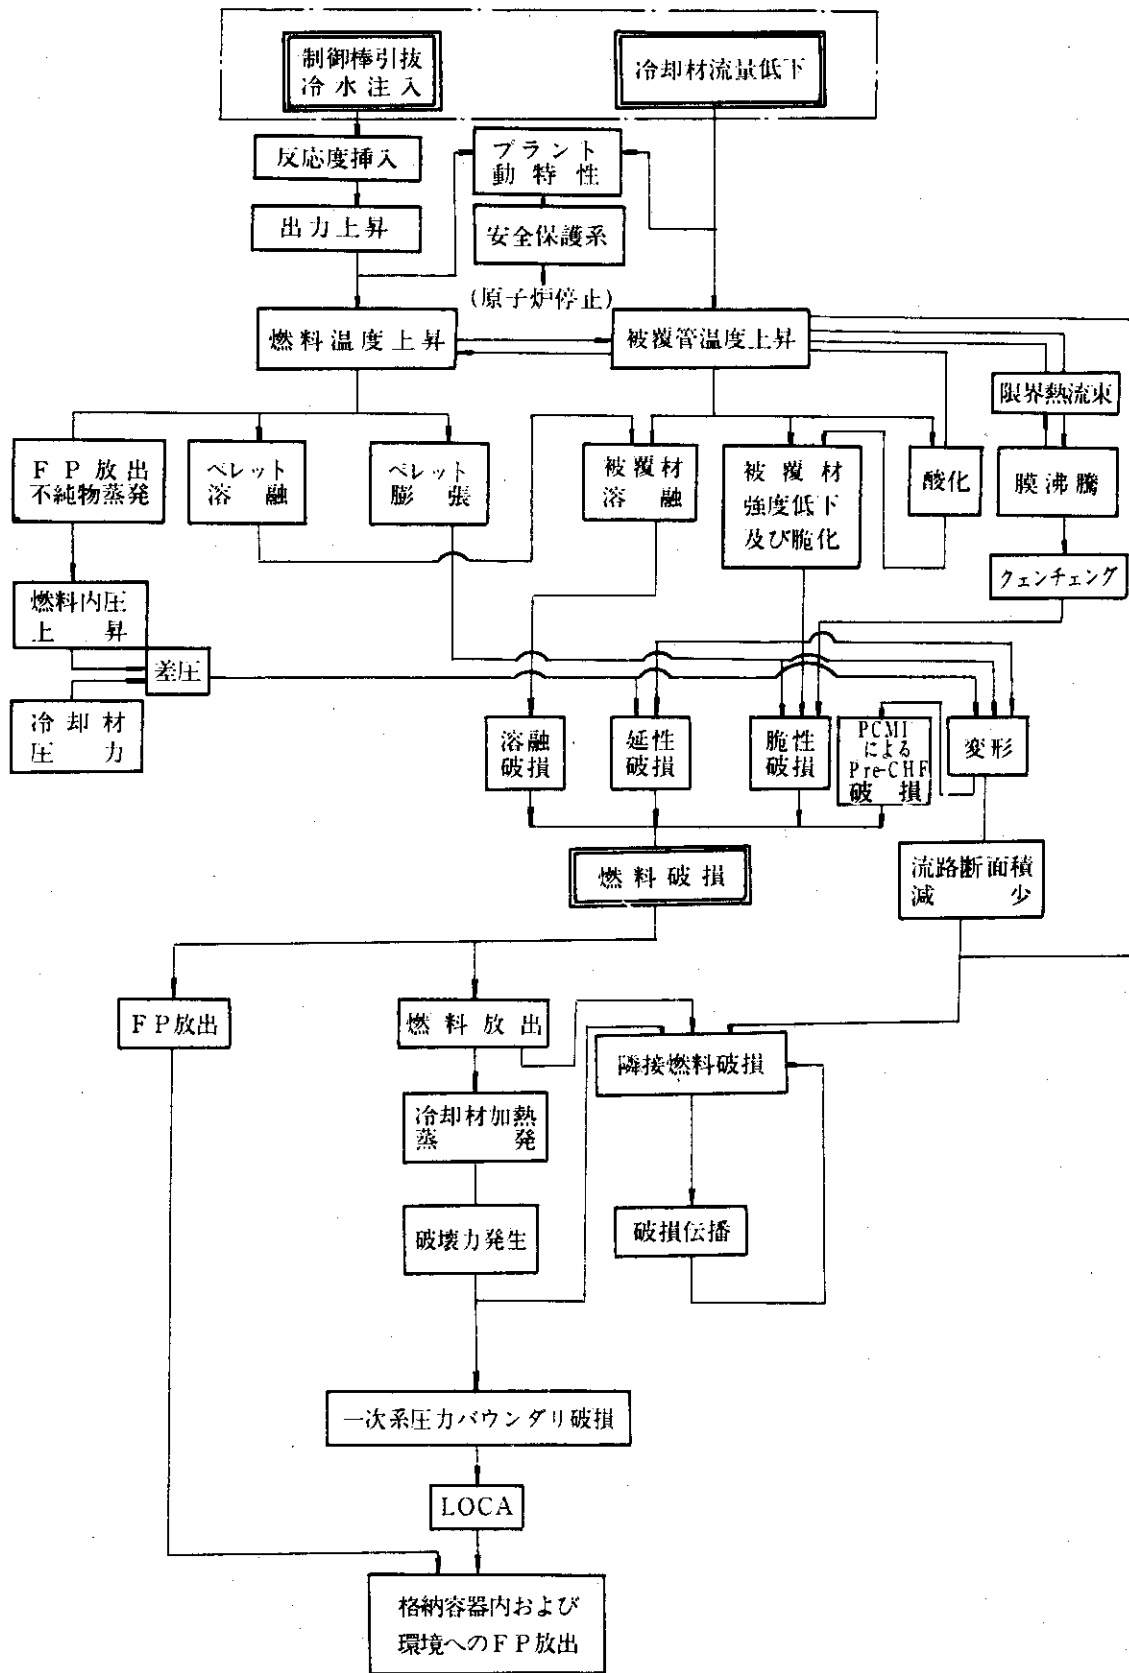 制御棒引抜
冷水注入
冷却材流量低下
反応度挿入
プラント
動特性
出力上昇
安全保護系
(原子炉停止)
燃料温度上昇
被覆管温度上昇
限界熱流束
FP放出
不純物蒸発
ペレット
溶融
ペレット
膨張
被覆材
溶融
被覆材
強度低下
及び脆化
酸化
膜沸騰
クェンチェング
燃料内圧
上昇
差圧
冷却材
圧力
溶融
破損
延性
破損
脆性
破損
PCMI
による
Pre-CHF
破損
変形
燃料破損
流路断面積
減少
FP放出
燃料放出
隣接燃料破損
冷却材加熱
蒸発
破壊力発生
破損伝播
一次系圧力バウンダリ破損
LOCA
格納容器内および
環境へのFP放出